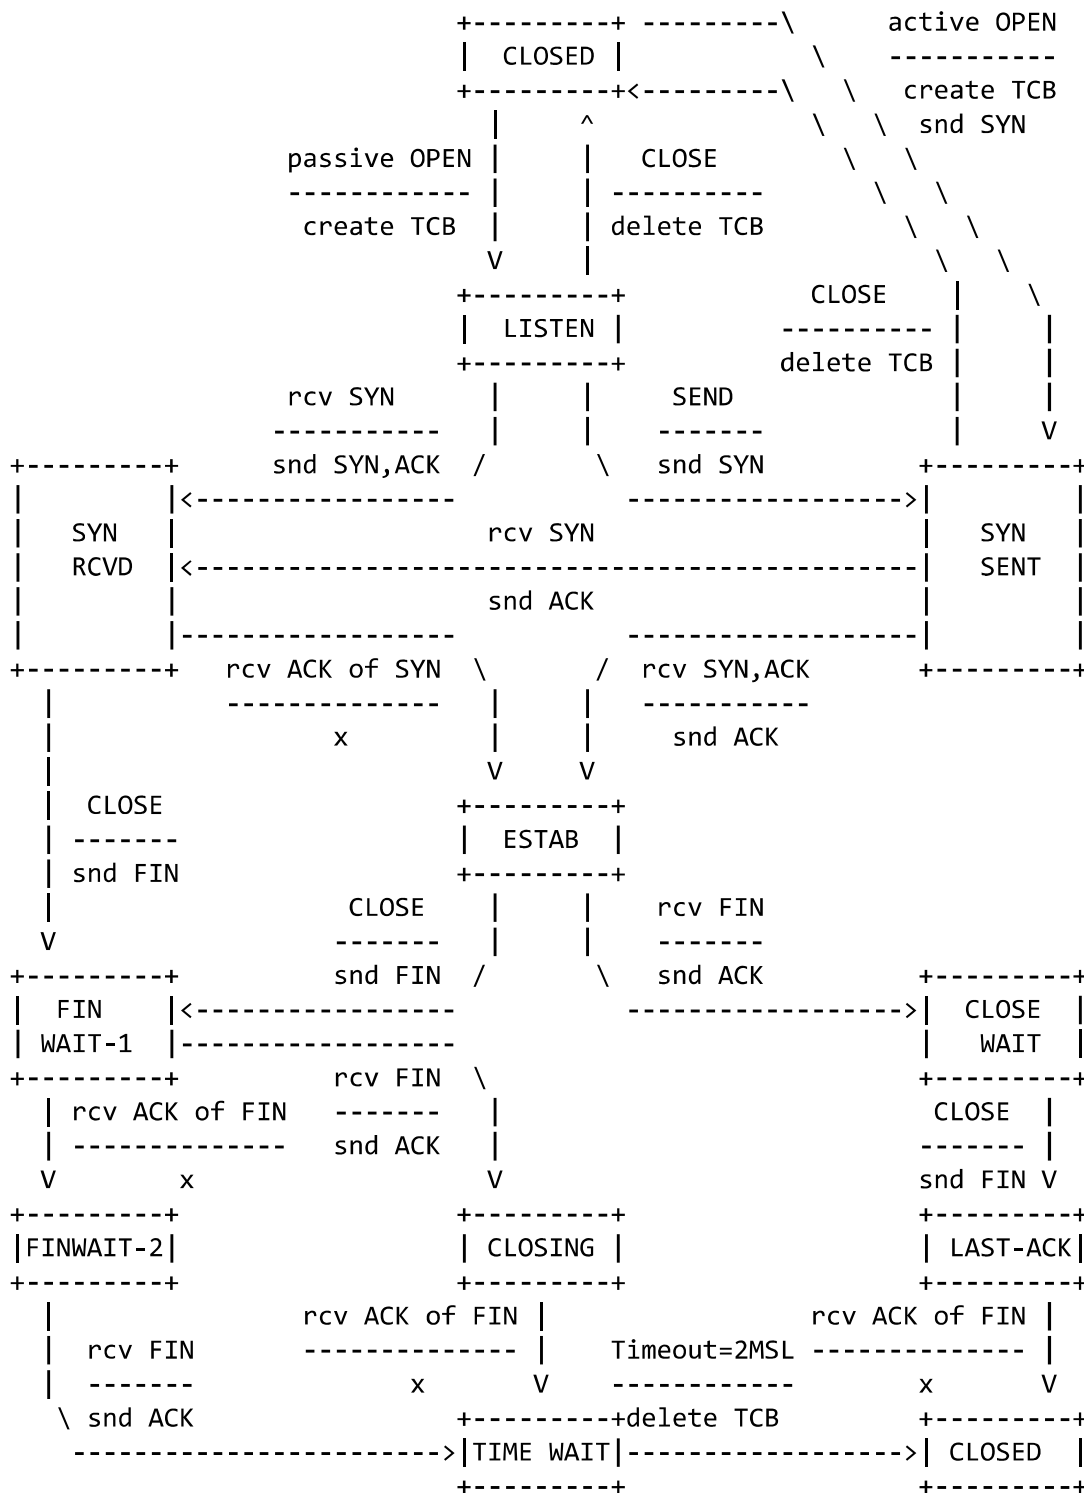 +---------+ ---------\      active OPEN
|  CLOSED |            \    -----------
+---------+<---------\   \   create TCB
|     ^              \   \  snd SYN
passive OPEN |     |   CLOSE        \   \
------------ |     | ----------       \   \
create TCB  |     | delete TCB         \   \
V     |                      \   \
+---------+            CLOSE    |    \
|  LISTEN |          ---------- |     |
+---------+          delete TCB |     |
rcv SYN      |     |     SEND              |     |
-----------   |     |    -------            |     V
+---------+      snd SYN,ACK  /       \   snd SYN          +---------+
|         |<-----------------           ------------------>|         |
|   SYN   |                    rcv SYN                     |   SYN   |
|   RCVD  |<-----------------------------------------------|   SENT  |
|         |                    snd ACK                     |         |
|         |------------------           -------------------|         |
+---------+   rcv ACK of SYN  \       /  rcv SYN,ACK       +---------+
|           --------------   |     |   -----------
|                  x         |     |     snd ACK
|                            V     V
|  CLOSE                   +---------+
| -------                  |  ESTAB  |
| snd FIN                  +---------+
|                   CLOSE    |     |    rcv FIN
V                  -------   |     |    -------
+---------+          snd FIN  /       \   snd ACK          +---------+
|  FIN    |<-----------------           ------------------>|  CLOSE  |
| WAIT-1  |------------------                              |   WAIT  |
+---------+          rcv FIN  \                            +---------+
| rcv ACK of FIN   -------   |                            CLOSE  |
| --------------   snd ACK   |                           ------- |
V        x                   V                           snd FIN V
+---------+                  +---------+                   +---------+
|FINWAIT-2|                  | CLOSING |                   | LAST-ACK|
+---------+                  +---------+                   +---------+
|                rcv ACK of FIN |                 rcv ACK of FIN |
|  rcv FIN       -------------- |    Timeout=2MSL -------------- |
|  -------              x       V    ------------        x       V
\ snd ACK                 +---------+delete TCB         +---------+
------------------------>|TIME WAIT|------------------>| CLOSED  |
+---------+                   +---------+